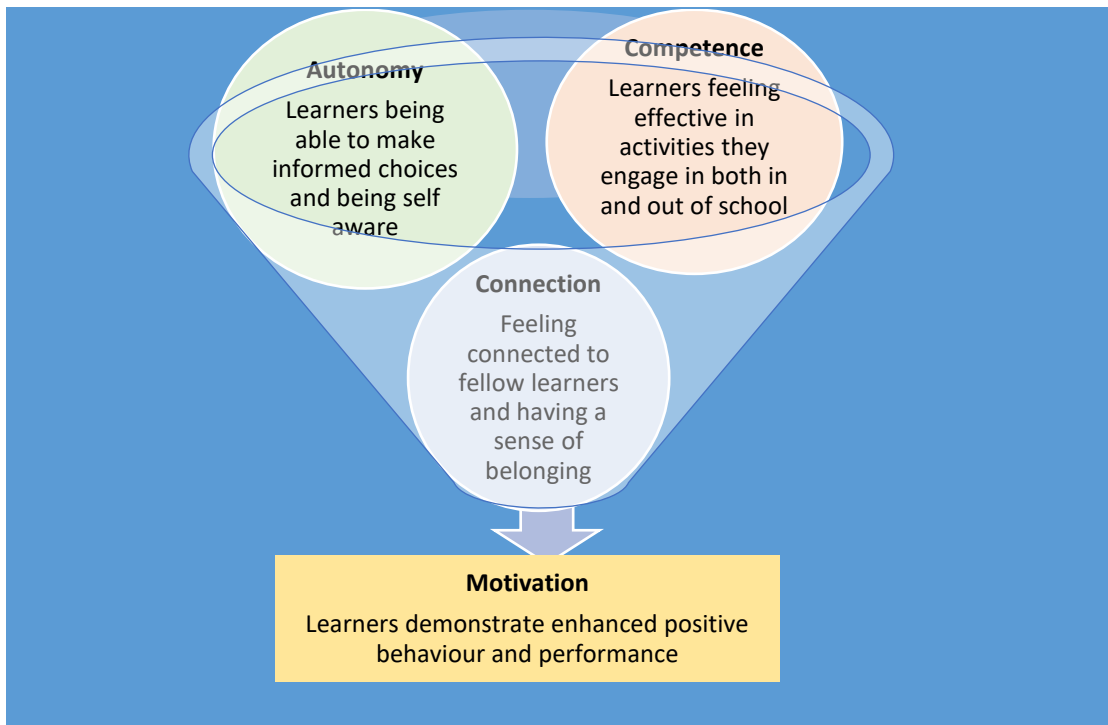 Autonomy
Learners being
able to make
informed choices
and being self
aware
Competence
Learners feeling
effective in
activities they
engage in both in
and out of school
Connection
Feeling
connected to
fellow learners
and having a
sense of
belonging
Motivation
Learners demonstrate enhanced positive
behaviour and performance